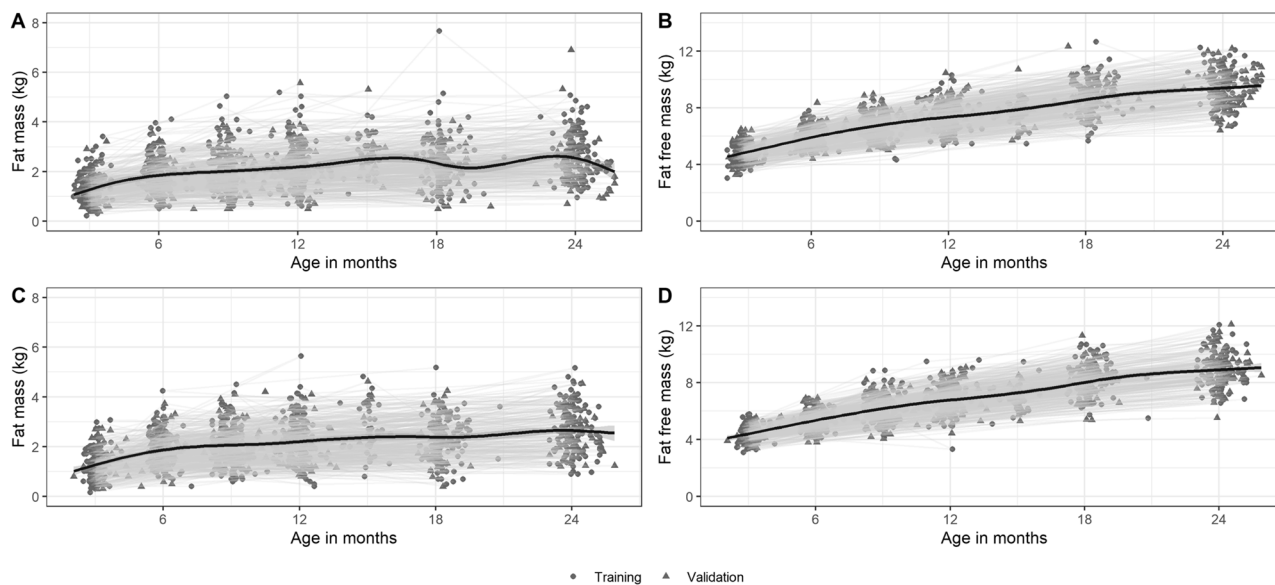 A
Fat mass (kg)
8
6
4
2
0
6 12 18 24
Age in months
B
Fat free mass (kg)
12
8
4
0
6 12 18 24
Age in months
C
Fat mass (kg)
8
6
4
2
0
6 12 18 24
Age in months
D
Fat free mass (kg)
12
8
4
0
6 12 18 24
Age in months
Training Validation